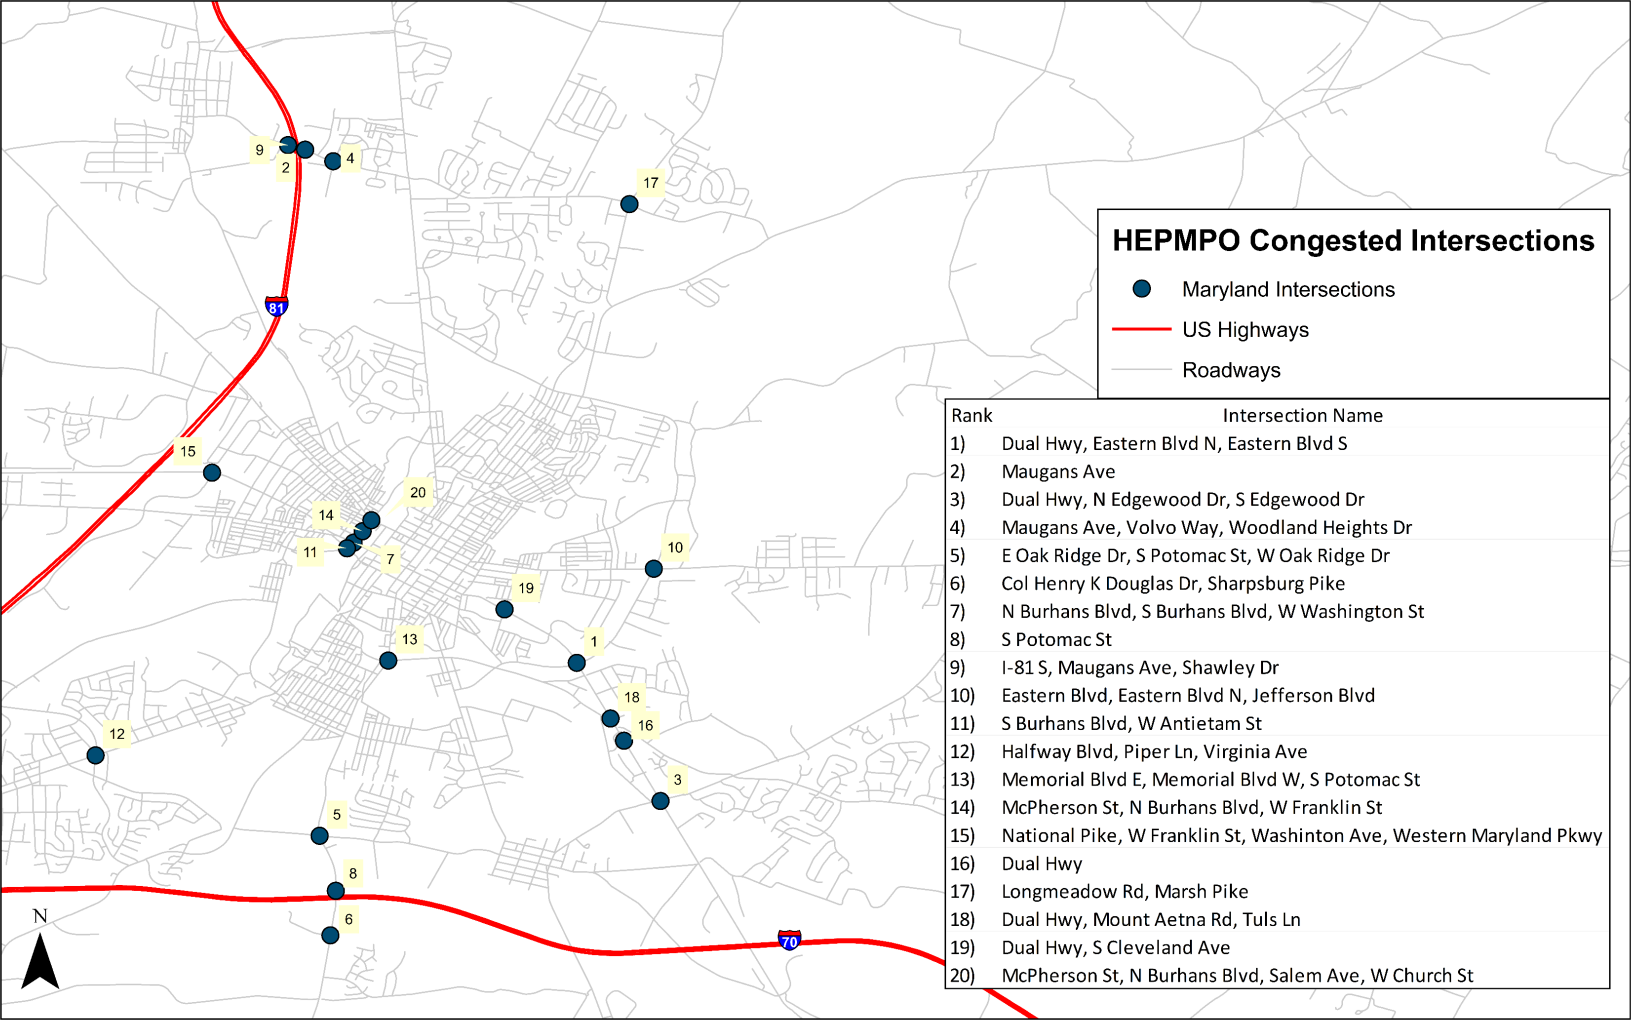 9
2
4
17
81
15
20
14
11
7
10
19
13
1
18
16
12
3
5
8
6
N
70
HEPMPO Congested Intersections
Maryland Intersections
US Highways
Roadways
Rank Intersection Name
1) Dual Hwy, Eastern Blvd N, Eastern Blvd S
2) Maugans Ave
3) Dual Hwy, N Edgewood Dr, S Edgewood Dr
4) Maugans Ave, Volvo Way, Woodland Heights Dr
5) E Oak Ridge Dr, S Potomac St, W Oak Ridge Dr
6) Col Henry K Douglas Dr, Sharpsburg Pike
7) N Burhans Blvd, S Burhans Blvd, W Washington St
8) S Potomac St
9) I-81 S, Maugans Ave, Shawley Dr
10) Eastern Blvd, Eastern Blvd N, Jefferson Blvd
11) S Burhans Blvd, W Antietam St
12) Halfway Blvd, Piper Ln, Virginia Ave
13) Memorial Blvd E, Memorial Blvd W, S Potomac St
14) McPherson St, N Burhans Blvd, W Franklin St
15) National Pike, W Franklin St, Washinton Ave, Western Maryland Pkwy
16) Dual Hwy
17) Longmeadow Rd, Marsh Pike
18) Dual Hwy, Mount Aetna Rd, Tuls Ln
19) Dual Hwy, S Cleveland Ave
20) McPherson St, N Burhans Blvd, Salem Ave, W Church St